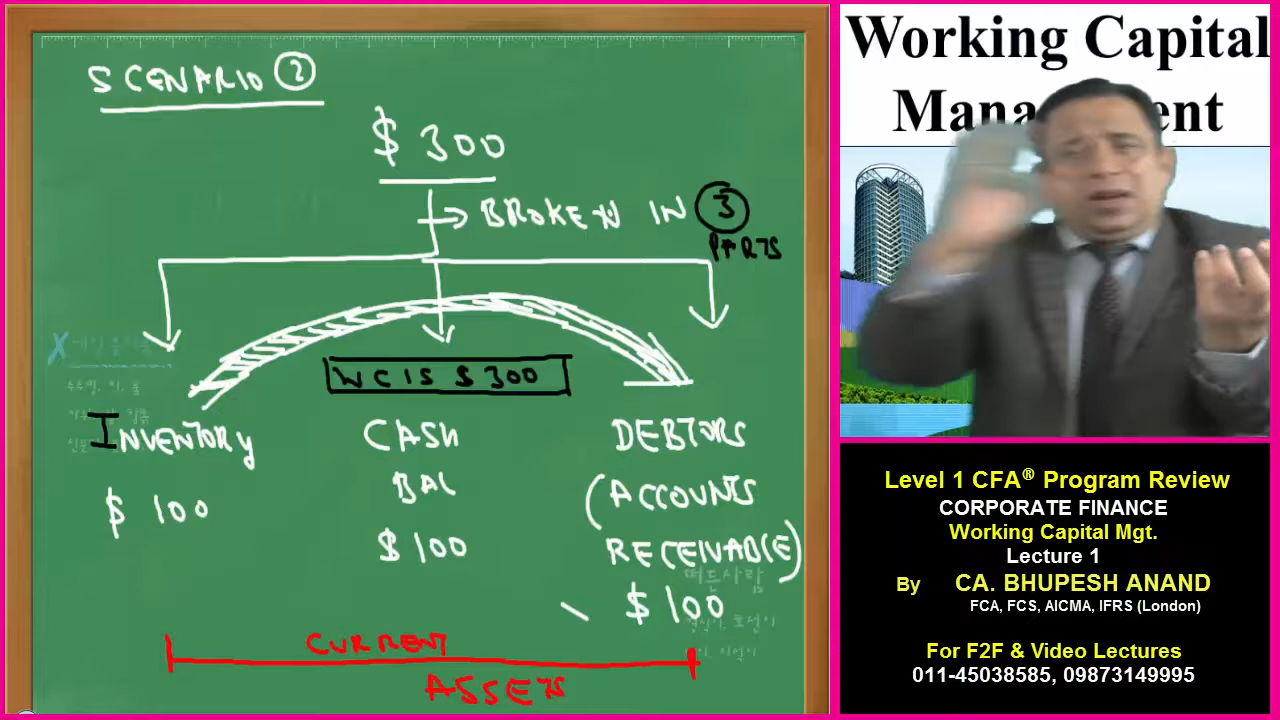 SCENARIO 2
$ 300
BROKEN IN 3
PARTS
WC IS $ 300
INVENTORY
$ 100
CASH
BAL
$ 100
DEBTORS
(ACCOUNTS
RECEIVABLE)
$ 100
CURRENT
ASSETS
Working Capital
Management
Level 1 CFA® Program Review
CORPORATE FINANCE
Working Capital Mgt.
Lecture 1
By CA. BHUPESH ANAND
FCA, FCS, AICMA, IFRS (London)
For F2F & Video Lectures
011-45038585, 09873149995